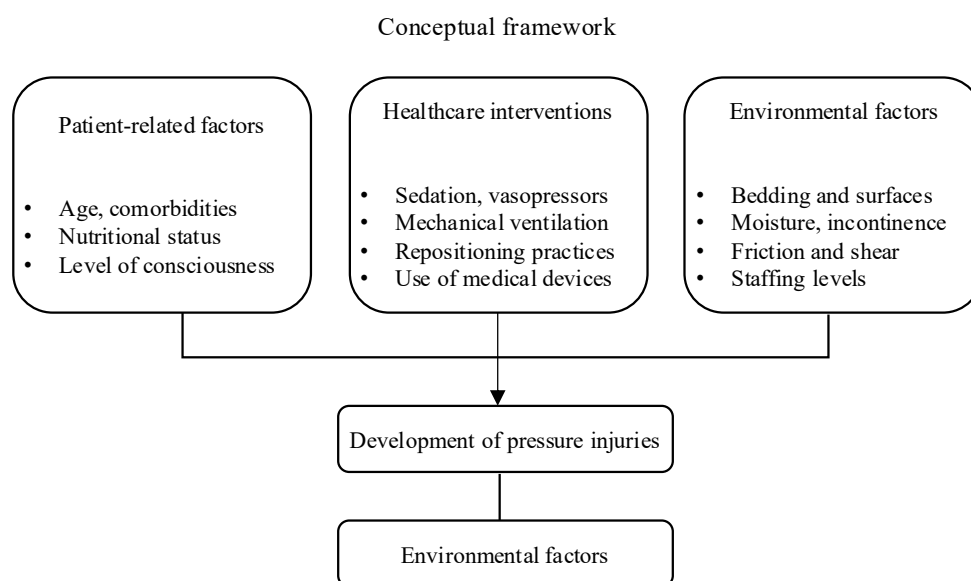 Conceptual framework
Patient-related factors
• Age, comorbidities
• Nutritional status
• Level of consciousness
Healthcare interventions
• Sedation, vasopressors
• Mechanical ventilation
• Repositioning practices
• Use of medical devices
Environmental factors
• Bedding and surfaces
• Moisture, incontinence
• Friction and shear
• Staffing levels
Development of pressure injuries
Environmental factors